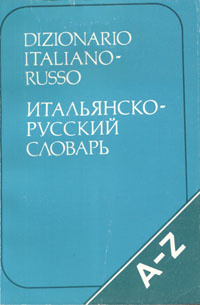 DIZIONARIO
ITALIANO-
RUSSO
ИТАЛЬЯНСКО-
РУССКИЙ
СЛОВАРЬ
A-Z